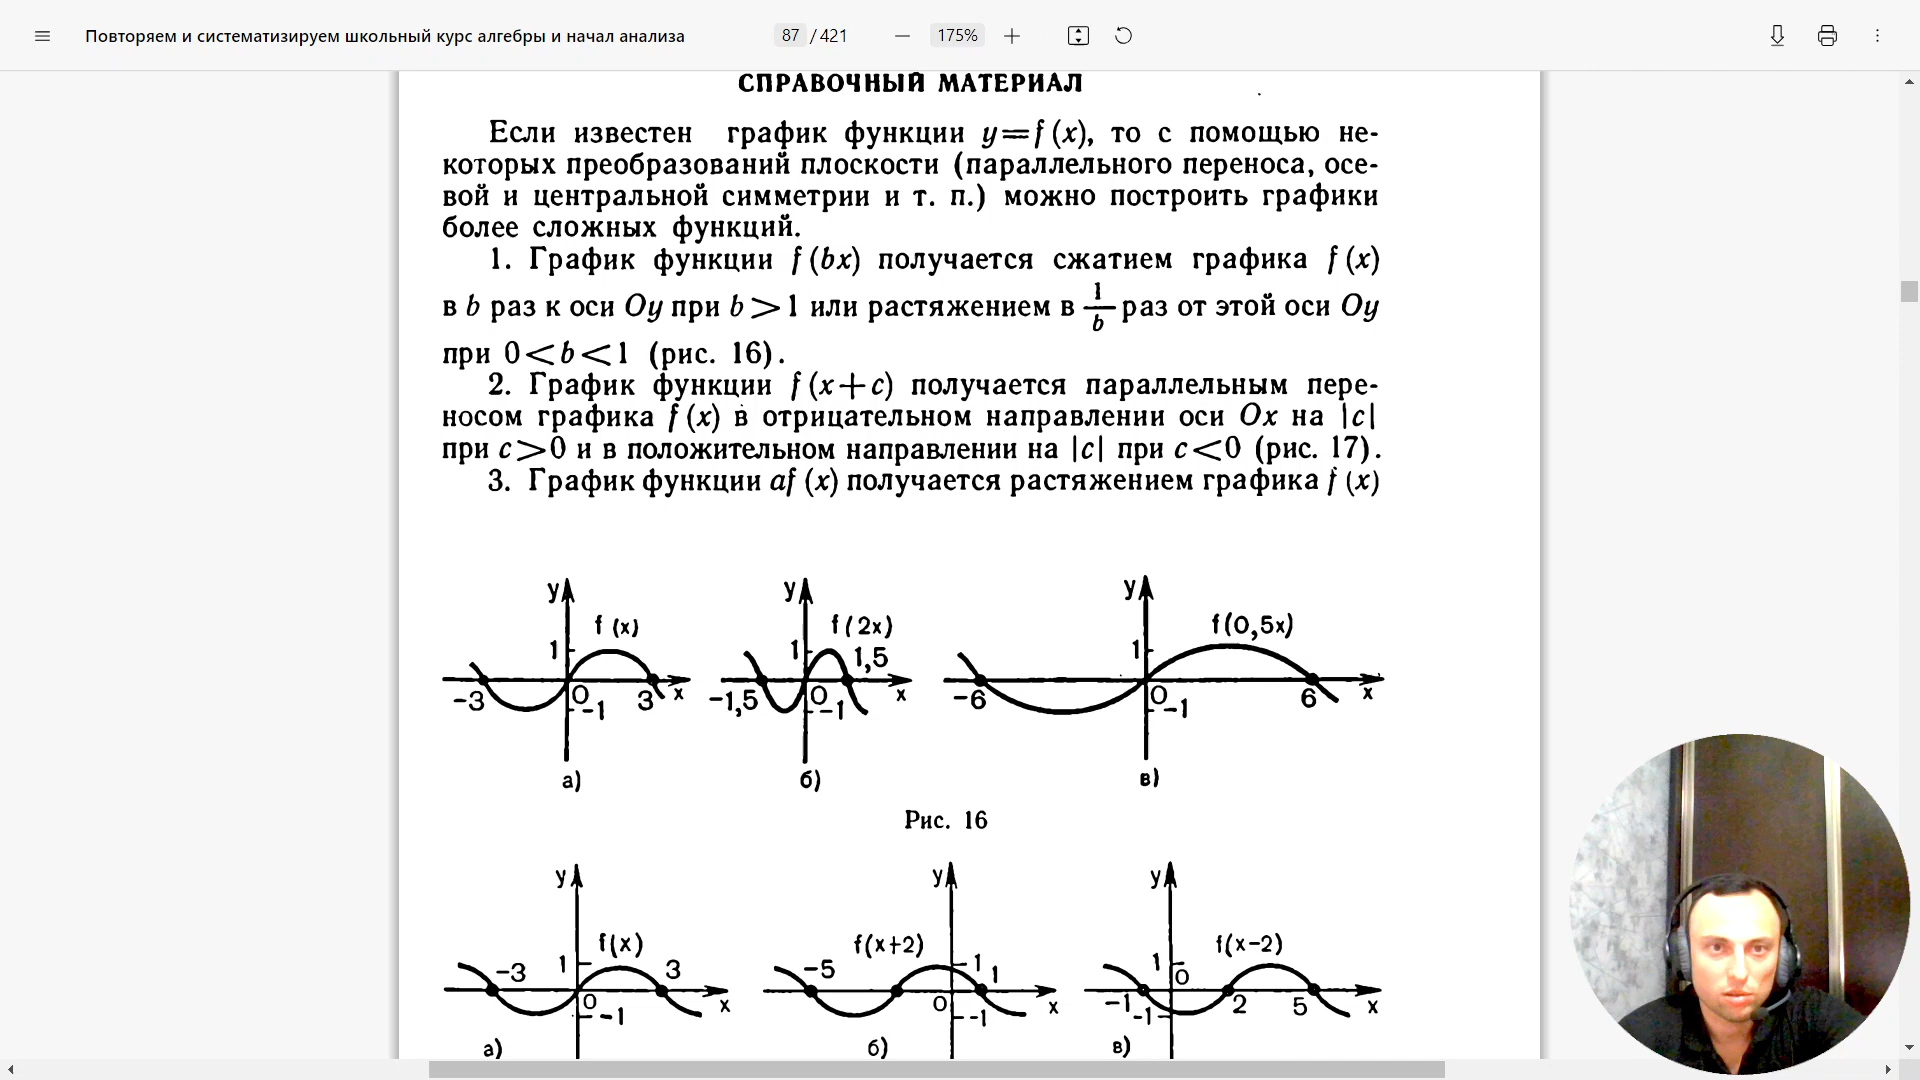 Повторяем и систематизируем школьный курс алгебры и начал анализа
87 / 421
175%
СПРАВОЧНЫЙ МАТЕРИАЛ
Если известен график функции y=f (x), то с помощью не-
которых преобразований плоскости (параллельного переноса, осе-
вой и центральной симметрии и т. п.) можно построить графики
более сложных функций.
1. График функции f (bx) получается сжатием графика f (x)
в b раз к оси Oy при b>1 или растяжением в 1/b раз от этой оси Oy
при 0<b<1 (рис. 16).
2. График функции f (x+c) получается параллельным пере-
носом графика f (x) в отрицательном направлении оси Ox на |c|
при c>0 и в положительном направлении на |c| при c<0 (рис. 17).
3. График функции af (x) получается растяжением графика f (x)
y f (x) 1 -3 0 -1 3 x
а)
y f(2x) 1 1,5 -1,5 0 -1 x
б)
y f(0,5x) 1 -6 0 -1 6 x
в)
Рис. 16
y f(x) 1 -3 3 0 -1 x
а)
y f(x+2) -5 1 1 0 -1 x
б)
y f(x-2) 1 0 -1 -1 2 5 x
в)